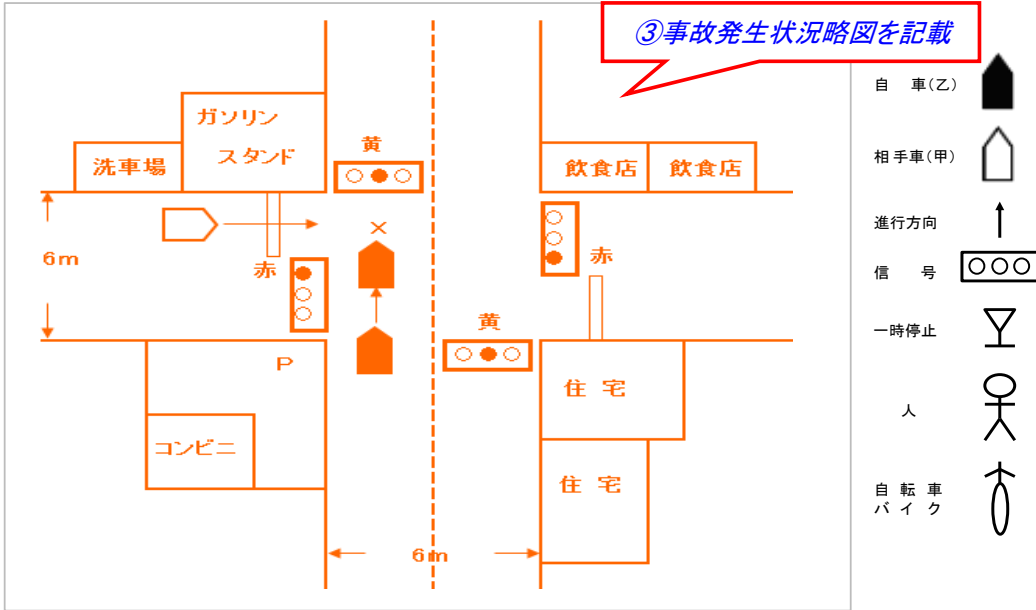 ③事故発生状況略図を記載
ガソリン
スタンド
洗車場
黄
飲食店
飲食店
6m
赤
×
赤
黄
P
コンビニ
住宅
住宅
6m
自 車(乙)
相手車(甲)
進行方向
信 号
一時停止
人
自転車
バイク